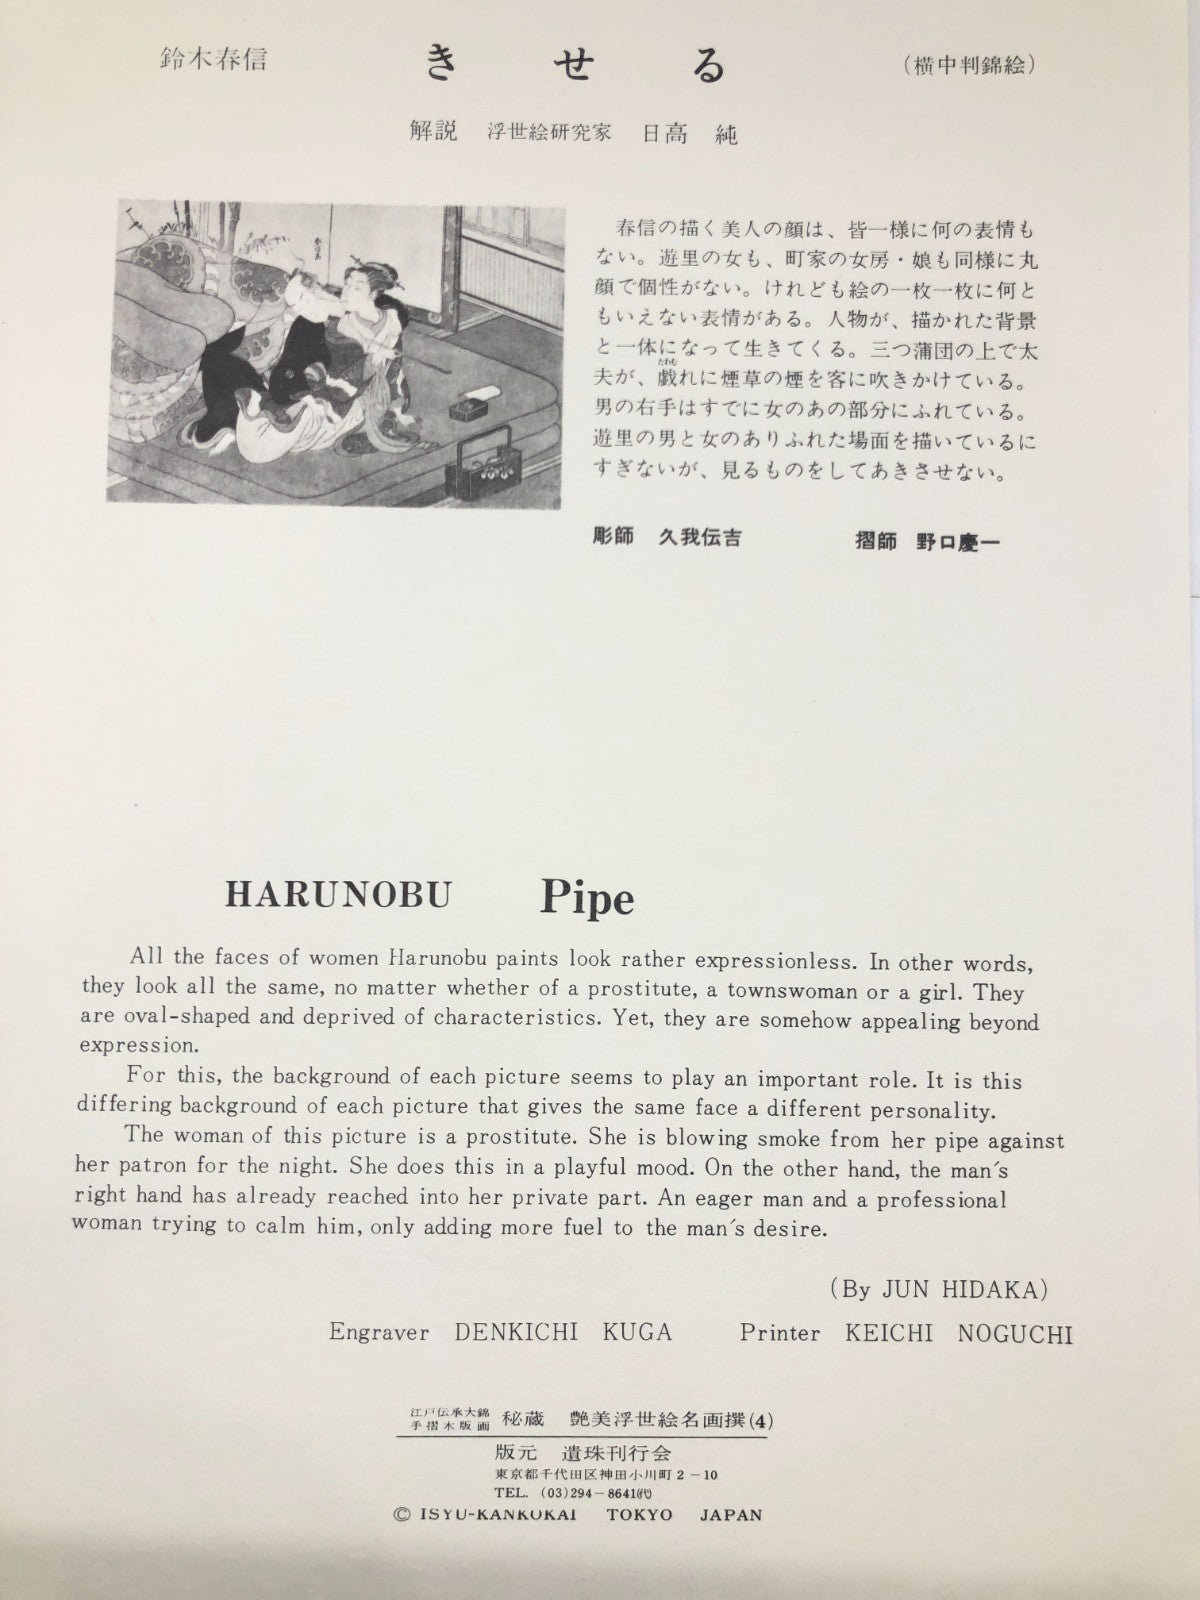 鈴木春信 きせる (横中判錦絵)
解説 浮世絵研究家 日高 純
春信の描く美人の顔は、皆一様に何の表情も
ない。遊里の女も、町家の女房・娘も同様に丸
顔で個性がない。けれども絵の一枚一枚に何と
もいえない表情がある。人物が、描かれた背景
と一体になって生きてくる。三つ蒲団の上で太
夫が、戯れに煙草の煙を客に吹きかけている。
たわむ
男の右手はすでに女のあの部分にふれている。
遊里の男と女のありふれた場面を描いているに
すぎないが、見るものをしてあきさせない。
彫師 久我伝吉 摺師 野口慶一
HARUNOBU Pipe
All the faces of women Harunobu paints look rather expressionless. In other words,
they look all the same, no matter whether of a prostitute, a townswoman or a girl. They
are oval-shaped and deprived of characteristics. Yet, they are somehow appealing beyond
expression.
For this, the background of each picture seems to play an important role. It is this
differing background of each picture that gives the same face a different personality.
The woman of this picture is a prostitute. She is blowing smoke from her pipe against
her patron for the night. She does this in a playful mood. On the other hand, the man's
right hand has already reached into her private part. An eager man and a professional
woman trying to calm him, only adding more fuel to the man's desire.
(By JUN HIDAKA)
Engraver DENKICHI KUGA Printer KEICHI NOGUCHI
江戸伝承大錦
手摺木版画 秘蔵 艶美浮世絵名画撰(4)
版元 遺珠刊行会
東京都千代田区神田小川町2-10
TEL. (03)294-8641(代)
© ISYU-KANKOKAI TOKYO JAPAN